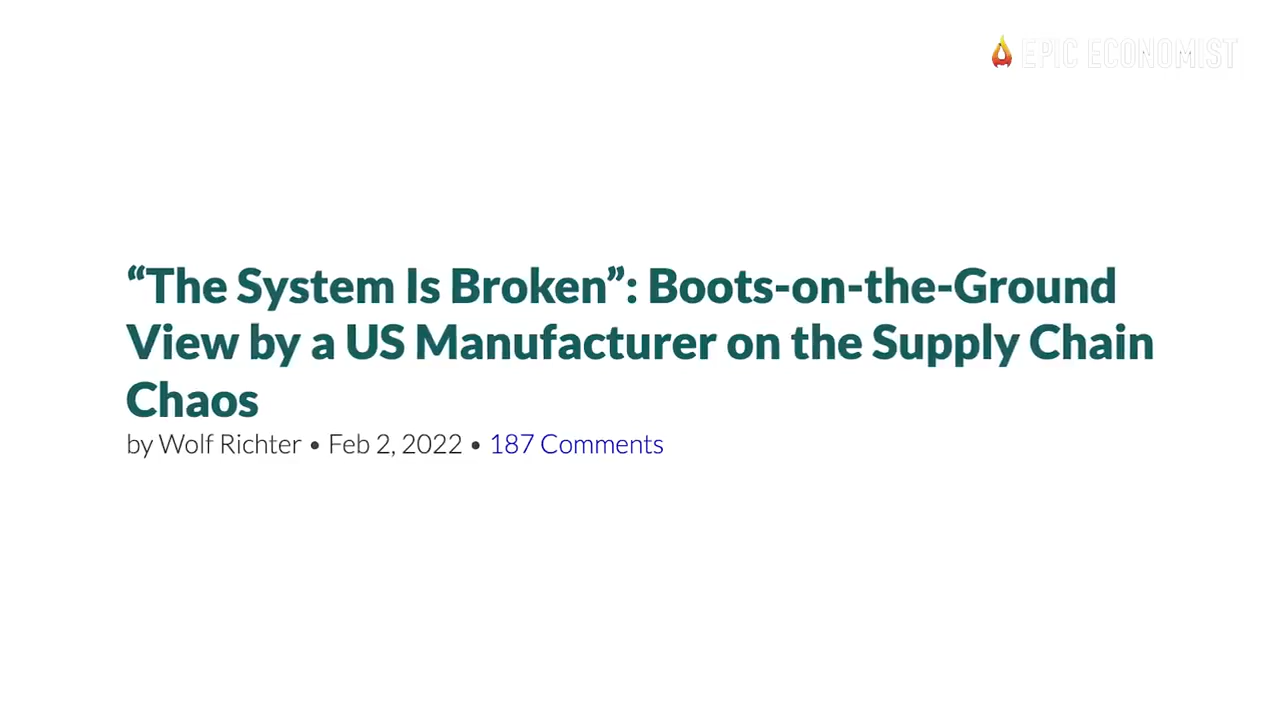 EPIC ECONOMIST
“The System Is Broken”: Boots-on-the-Ground
View by a US Manufacturer on the Supply Chain
Chaos
by Wolf Richter • Feb 2, 2022 • 187 Comments